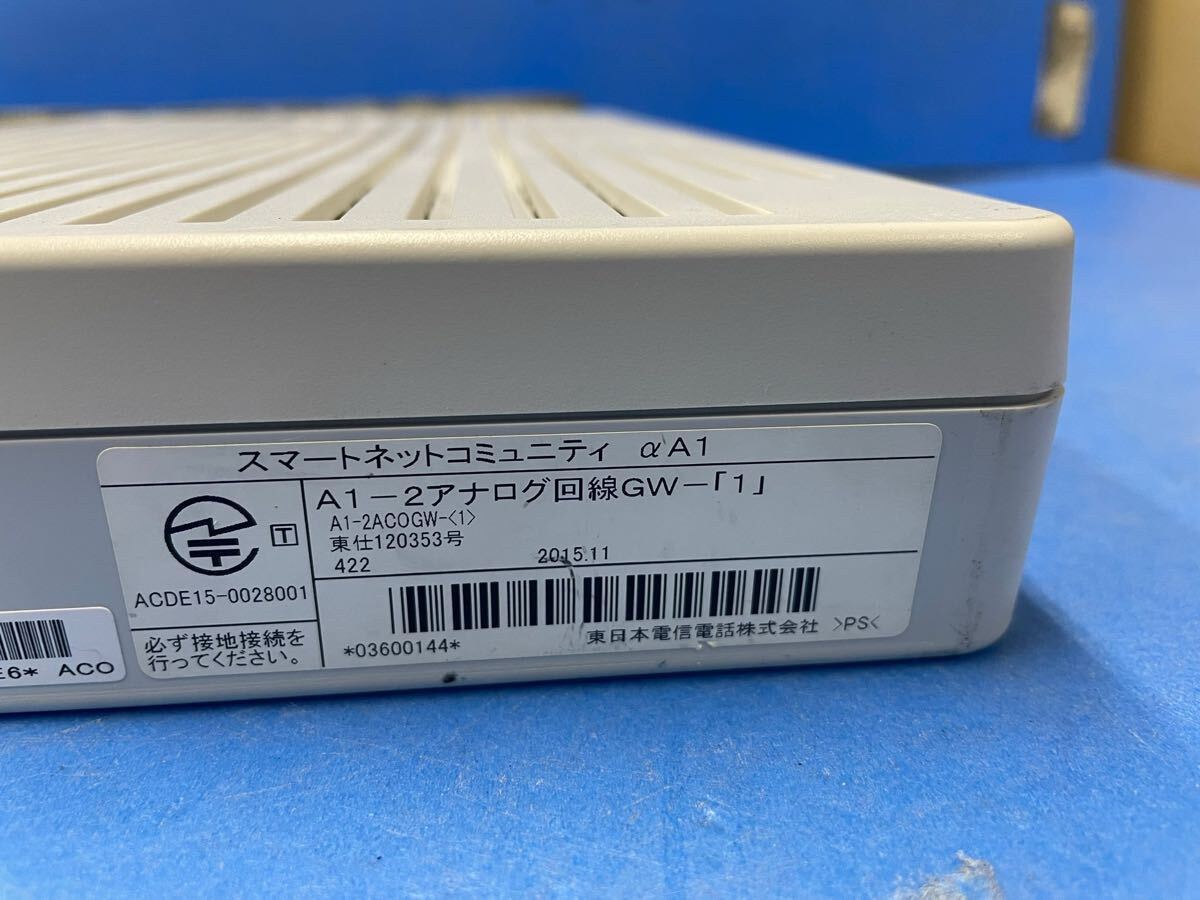 スマートネットコミュニティ αA1
A1－2アナログ回線GW－「1」
A1-2ACOGW-<1>
東仕120353号
422 2015.11
T
ACDE15-0028001
必ず接地接続を
行ってください。
*03600144*
東日本電信電話株式会社 >PS<
E6* ACO